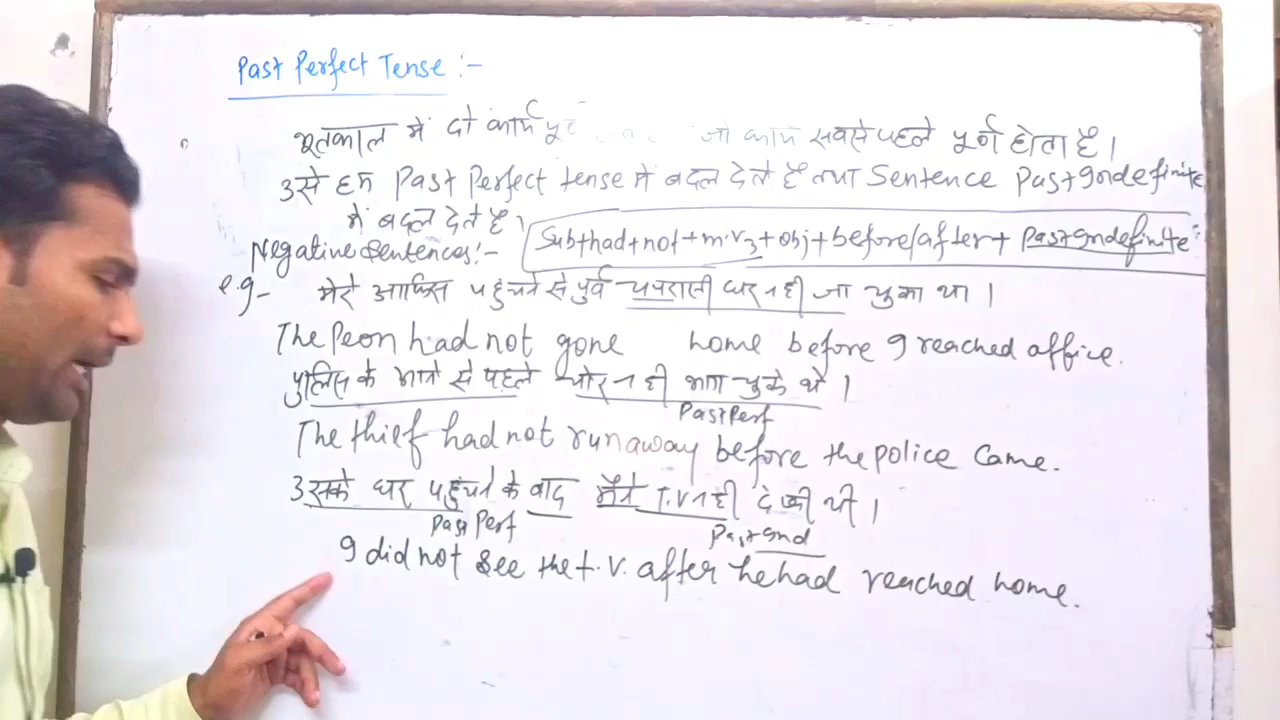 Past Perfect Tense :-
भूतकाल में दो कार्य पूर्ण जो कार्य सबसे पहले पूर्ण होता है।
उसे हम Past Perfect tense में बदल देते हैं तथा Sentence Past Indefinite
में बदल देते है।
Negative Sentences:- Sub+had+not+m.v3+obj+before/after+ Past Indefinite
e.g- मेरे आफिस पहुंचने से पुर्व चपरासी घर नही जा चुका था।
The Peon had not gone home before I reached office.
पुलिस के आने से पहले चोर नही भाग चुके थे।
Past Perf
The thief had not runaway before the police came.
उसके घर पहुंचने के बाद मैंने T.V नही देखी थी।
Past Perf Past Ind
I did not see the t.v. after he had reached home.